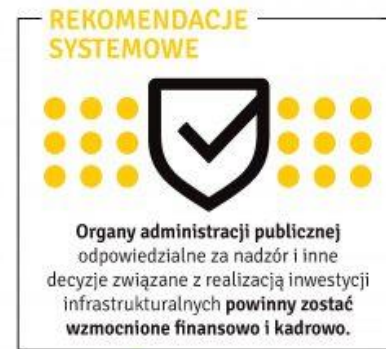 REKOMENDACJE
SYSTEMOWE
Organy administracji publicznej
odpowiedzialne za nadzór i inne
decyzje związane z realizacją inwestycji
infrastrukturalnych powinny zostać
wzmocnione finansowo i kadrowo.